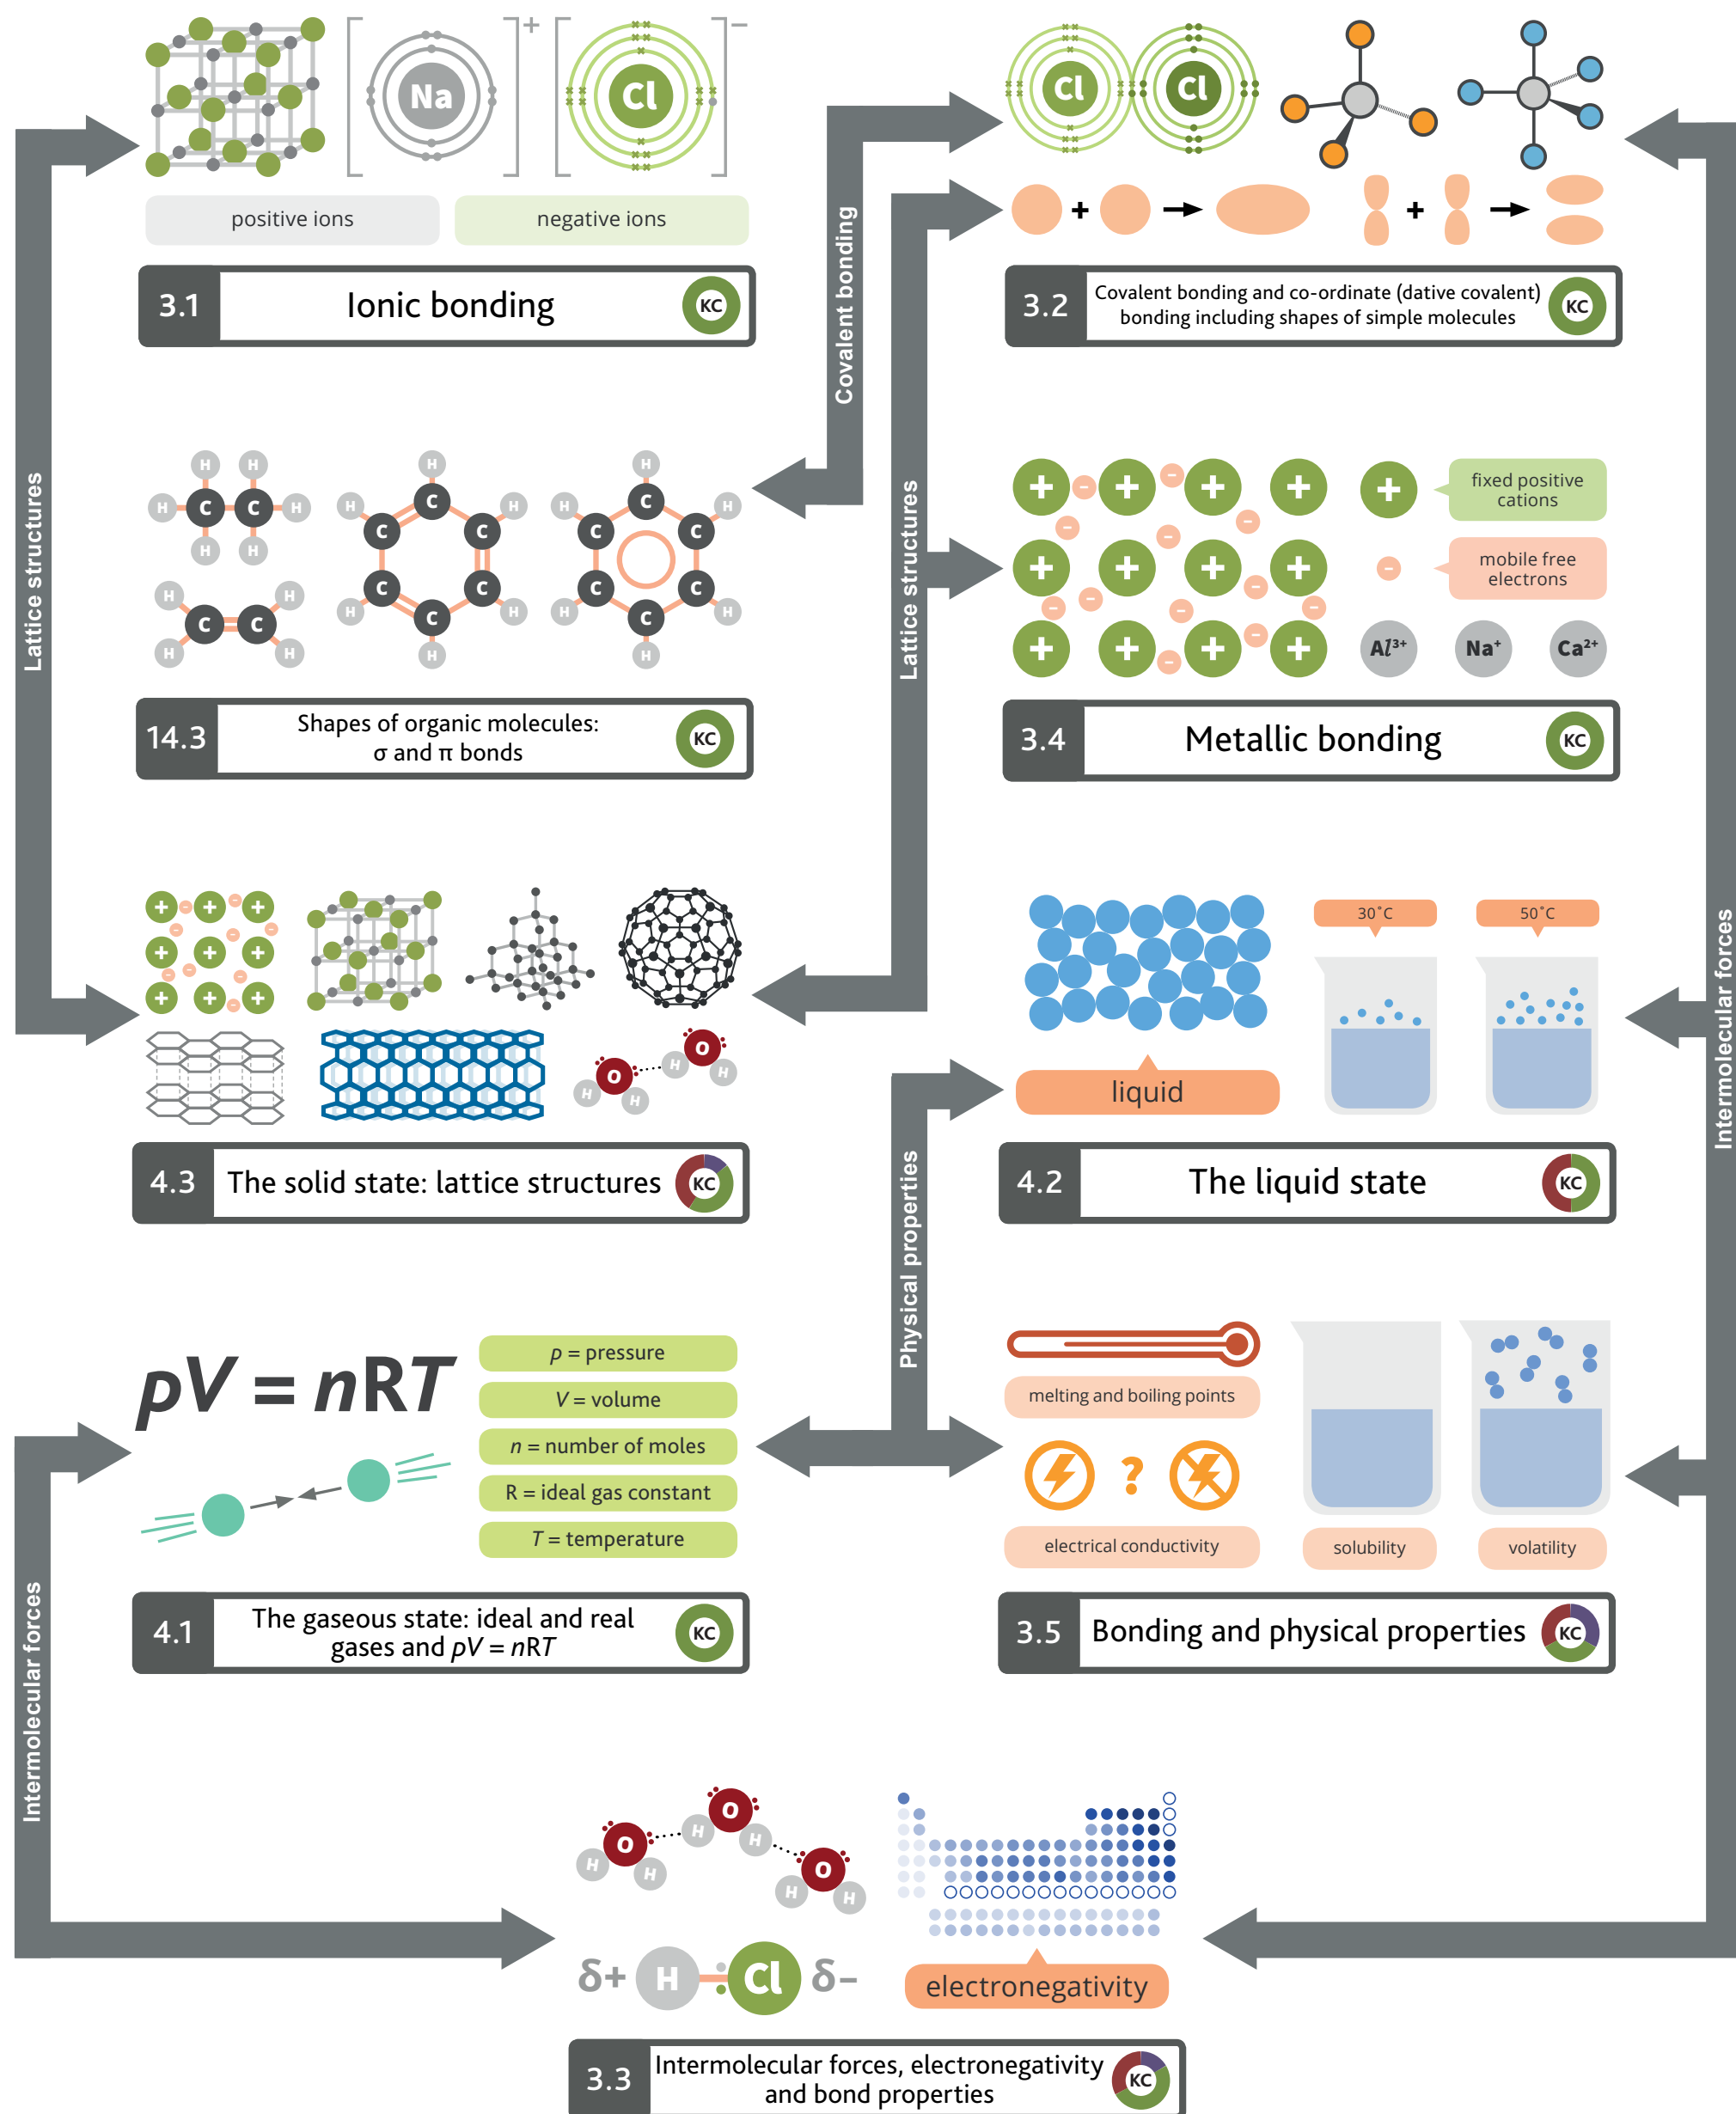 Na
+
Cl
−
positive ions
negative ions
3.1
Ionic bonding
KC
Cl
Cl
+
+
3.2
Covalent bonding and co-ordinate (dative covalent)
bonding including shapes of simple molecules
KC
Covalent bonding
Lattice structures
Lattice structures
Intermolecular forces
H H
H C C H
H H
H H
C C
H H
H
H C H
C C
C C
H C H
H
H
H C H
C C
C C
H C H
H
14.3
Shapes of organic molecules:
σ and π bonds
KC
+ − + − + + + fixed positive
cations
− − −
+ + + + − mobile free
electrons
− − − − −
+ + + + Al³⁺ Na⁺ Ca²⁺
− −
3.4
Metallic bonding
KC
+ − + − +
− − −
+ + +
− − −
+ + − +
O H O H
H H
4.3
The solid state: lattice structures
KC
liquid
30˚C
50˚C
4.2
The liquid state
KC
Physical properties
pV = nRT
p = pressure
V = volume
n = number of moles
R = ideal gas constant
T = temperature
4.1
The gaseous state: ideal and real
gases and pV = nRT
KC
melting and boiling points
?
electrical conductivity
solubility
volatility
3.5
Bonding and physical properties
KC
Intermolecular forces
O H O H O
H H H H
δ+ H Cl δ−
electronegativity
3.3
Intermolecular forces, electronegativity
and bond properties
KC